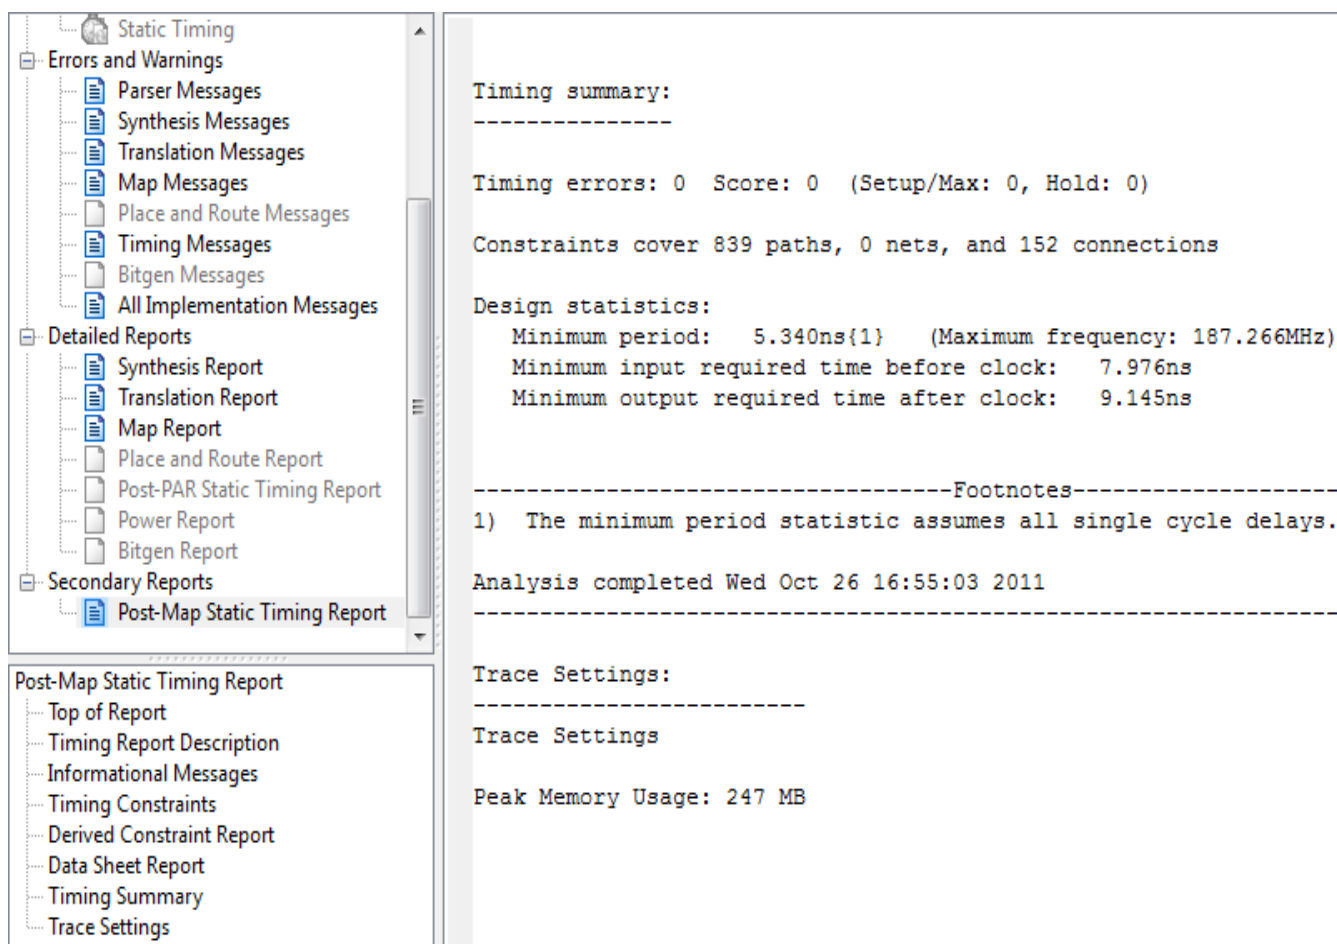 Static Timing
Errors and Warnings
Parser Messages
Synthesis Messages
Translation Messages
Map Messages
Place and Route Messages
Timing Messages
Bitgen Messages
All Implementation Messages
Detailed Reports
Synthesis Report
Translation Report
Map Report
Place and Route Report
Post-PAR Static Timing Report
Power Report
Bitgen Report
Secondary Reports
Post-Map Static Timing Report
Post-Map Static Timing Report
Top of Report
Timing Report Description
Informational Messages
Timing Constraints
Derived Constraint Report
Data Sheet Report
Timing Summary
Trace Settings
Timing summary:
---------------
Timing errors: 0  Score: 0  (Setup/Max: 0, Hold: 0)
Constraints cover 839 paths, 0 nets, and 152 connections
Design statistics:
Minimum period:   5.340ns{1}   (Maximum frequency: 187.266MHz)
Minimum input required time before clock:   7.976ns
Minimum output required time after clock:   9.145ns
------------------------------------Footnotes--------------------
1)  The minimum period statistic assumes all single cycle delays.
Analysis completed Wed Oct 26 16:55:03 2011
-----------------------------------------------------------------
Trace Settings:
-------------------------
Trace Settings
Peak Memory Usage: 247 MB